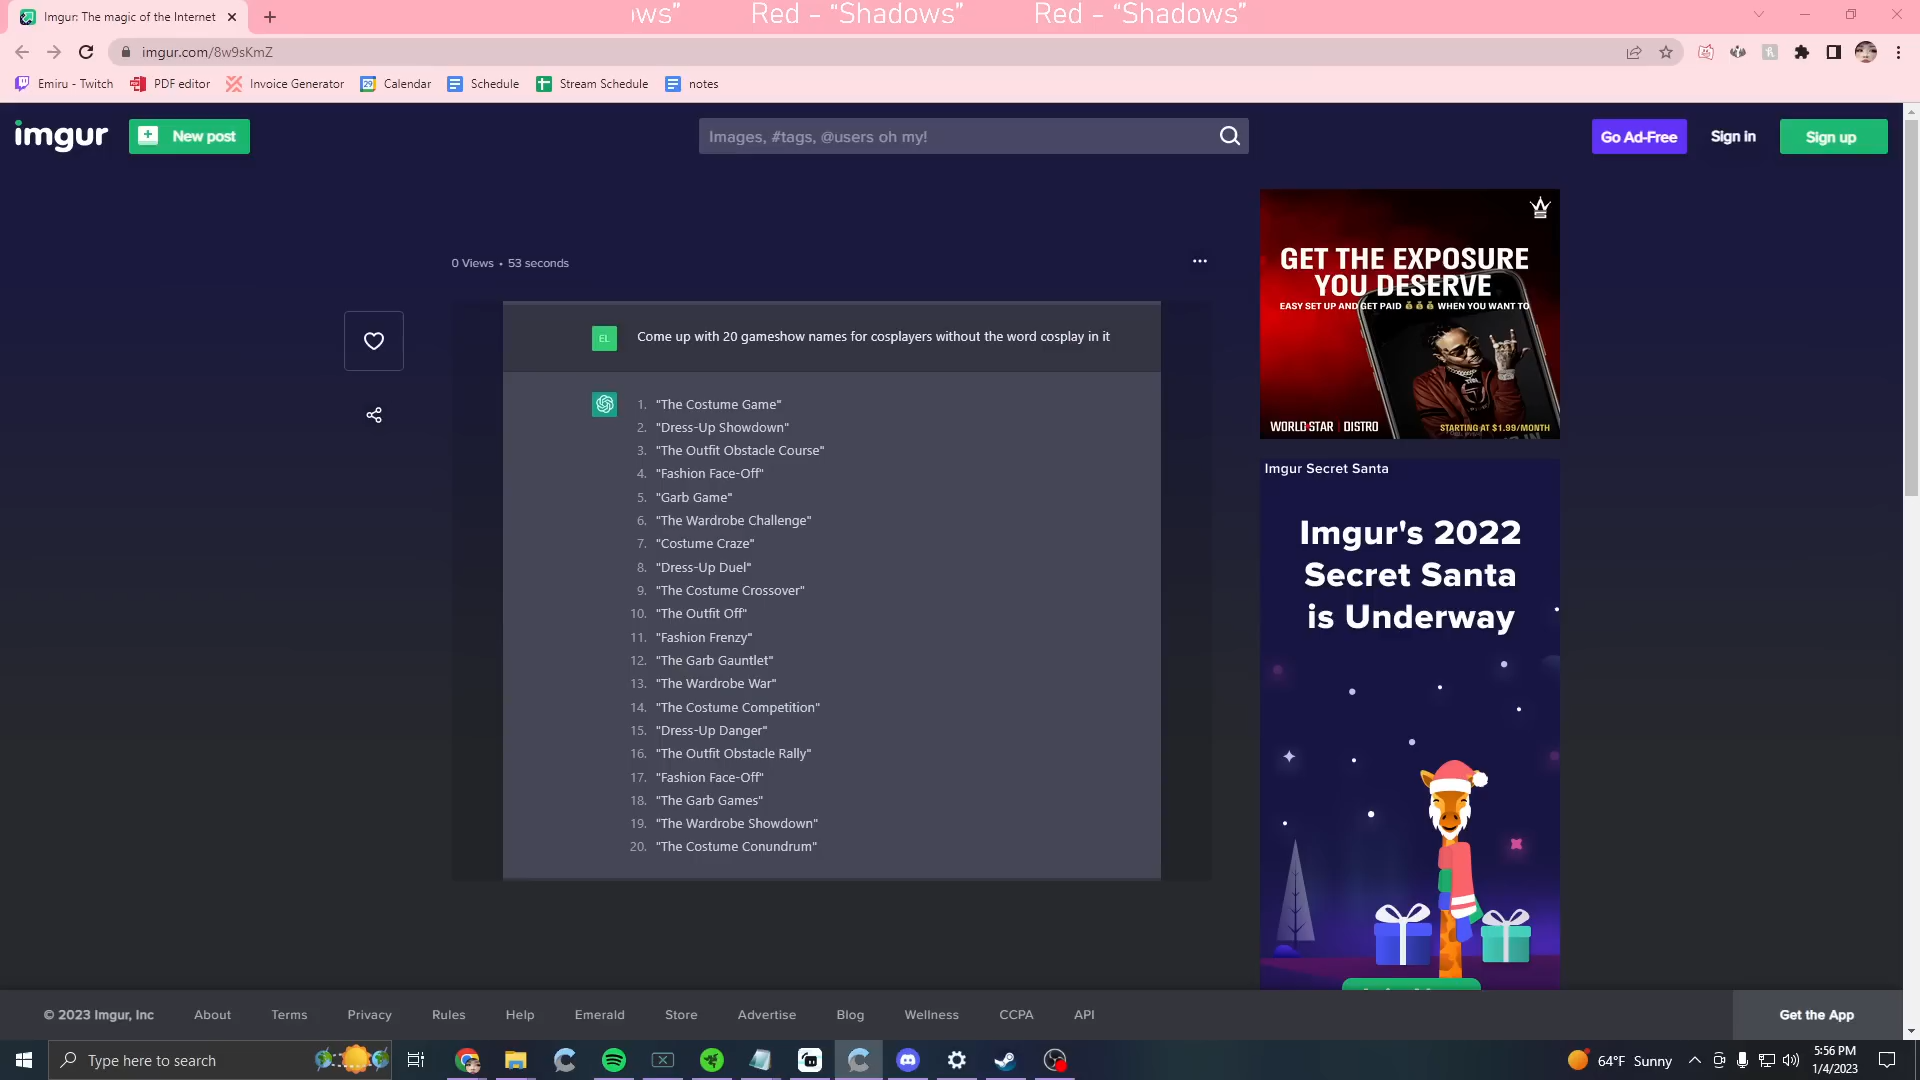 Imgur: The magic of the Internet
Red – “Shadows”
Red – “Shadows”
imgur.com/8w9sKmZ
Emiru - Twitch
PDF editor
Invoice Generator
Calendar
Schedule
Stream Schedule
notes
imgur
New post
Images, #tags, @users oh my!
Go Ad-Free
Sign in
Sign up
0 Views • 53 seconds
EL
Come up with 20 gameshow names for cosplayers without the word cosplay in it
1. "The Costume Game"
2. "Dress-Up Showdown"
3. "The Outfit Obstacle Course"
4. "Fashion Face-Off"
5. "Garb Game"
6. "The Wardrobe Challenge"
7. "Costume Craze"
8. "Dress-Up Duel"
9. "The Costume Crossover"
10. "The Outfit Off"
11. "Fashion Frenzy"
12. "The Garb Gauntlet"
13. "The Wardrobe War"
14. "The Costume Competition"
15. "Dress-Up Danger"
16. "The Outfit Obstacle Rally"
17. "Fashion Face-Off"
18. "The Garb Games"
19. "The Wardrobe Showdown"
20. "The Costume Conundrum"
GET THE EXPOSURE
YOU DESERVE
EASY SET UP AND GET PAID 💰💰💰 WHEN YOU WANT TO
WORLDSTAR | DISTRO
STARTING AT $1.99/MONTH
Imgur Secret Santa
Imgur's 2022
Secret Santa
is Underway
© 2023 Imgur, Inc
About
Terms
Privacy
Rules
Help
Emerald
Store
Advertise
Blog
Wellness
CCPA
API
Get the App
Type here to search
64°F Sunny
5:56 PM
1/4/2023